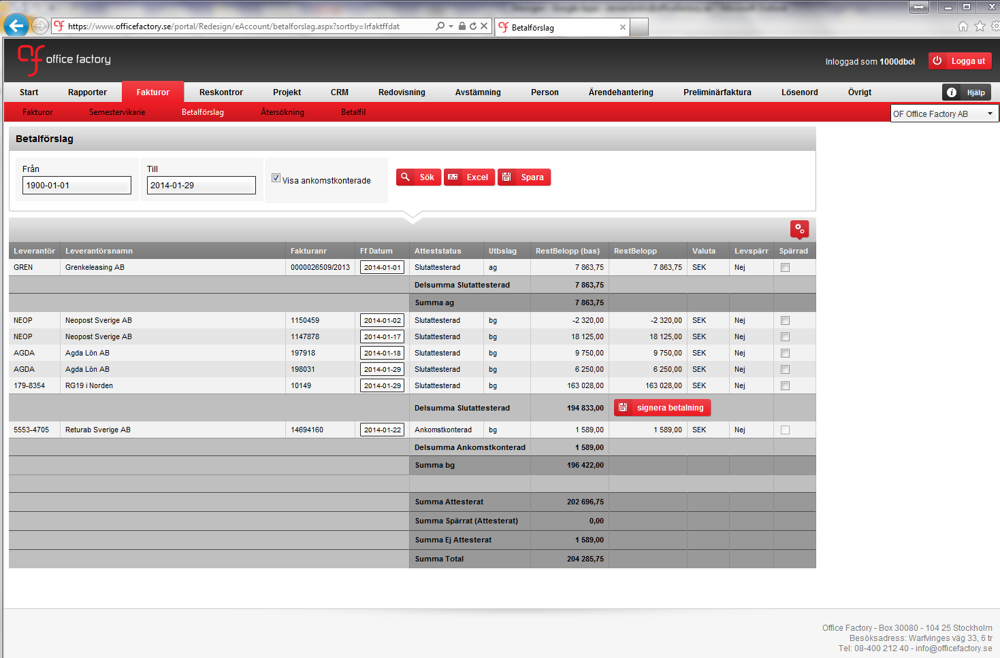 https://www.officefactory.se/portal/Redesign/eAccount/betalforslag.aspx?sortby=lrfaktffdat
Betalförslag
office factory
Inloggad som 1000dbol
Logga ut
Start Rapporter Fakturor Reskontror Projekt CRM Redovisning Avstämning Person Ärendehantering Preliminärfaktura Lösenord Övrigt Hjälp
Fakturor Semestervikarie Betalförslag Återsökning Betalfil OF Office Factory AB
Betalförslag
Från Till
1900-01-01 2014-01-29 Visa ankomstkonterade Sök Excel Spara
Leverantör Leverantörsnamn Fakturanr Ff Datum Atteststatus Utbslag RestBelopp (bas) RestBelopp Valuta Levspärr Spärrad
GREN Grenkeleasing AB 0000026509/2013 2014-01-01 Slutattesterad ag 7 863,75 7 863,75 SEK Nej
Delsumma Slutattesterad 7 863,75
Summa ag 7 863,75
NEOP Neopost Sverige AB 1150459 2014-01-02 Slutattesterad bg -2 320,00 -2 320,00 SEK Nej
NEOP Neopost Sverige AB 1147878 2014-01-17 Slutattesterad bg 18 125,00 18 125,00 SEK Nej
AGDA Agda Lön AB 197918 2014-01-18 Slutattesterad bg 9 750,00 9 750,00 SEK Nej
AGDA Agda Lön AB 198031 2014-01-29 Slutattesterad bg 6 250,00 6 250,00 SEK Nej
179-8354 RG19 i Norden 10149 2014-01-29 Slutattesterad bg 163 028,00 163 028,00 SEK Nej
Delsumma Slutattesterad 194 833,00 signera betalning
5553-4705 Returab Sverige AB 14694160 2014-01-22 Ankomstkonterad bg 1 589,00 1 589,00 SEK Nej
Delsumma Ankomstkonterad 1 589,00
Summa bg 196 422,00
Summa Attesterat 202 696,75
Summa Spärrat (Attesterat) 0,00
Summa Ej Attesterat 1 589,00
Summa Total 204 285,75
Office Factory - Box 30080 - 104 25 Stockholm
Besöksadress: Warfvinges väg 33, 6 tr
Tel: 08-400 212 40 - info@officefactory.se